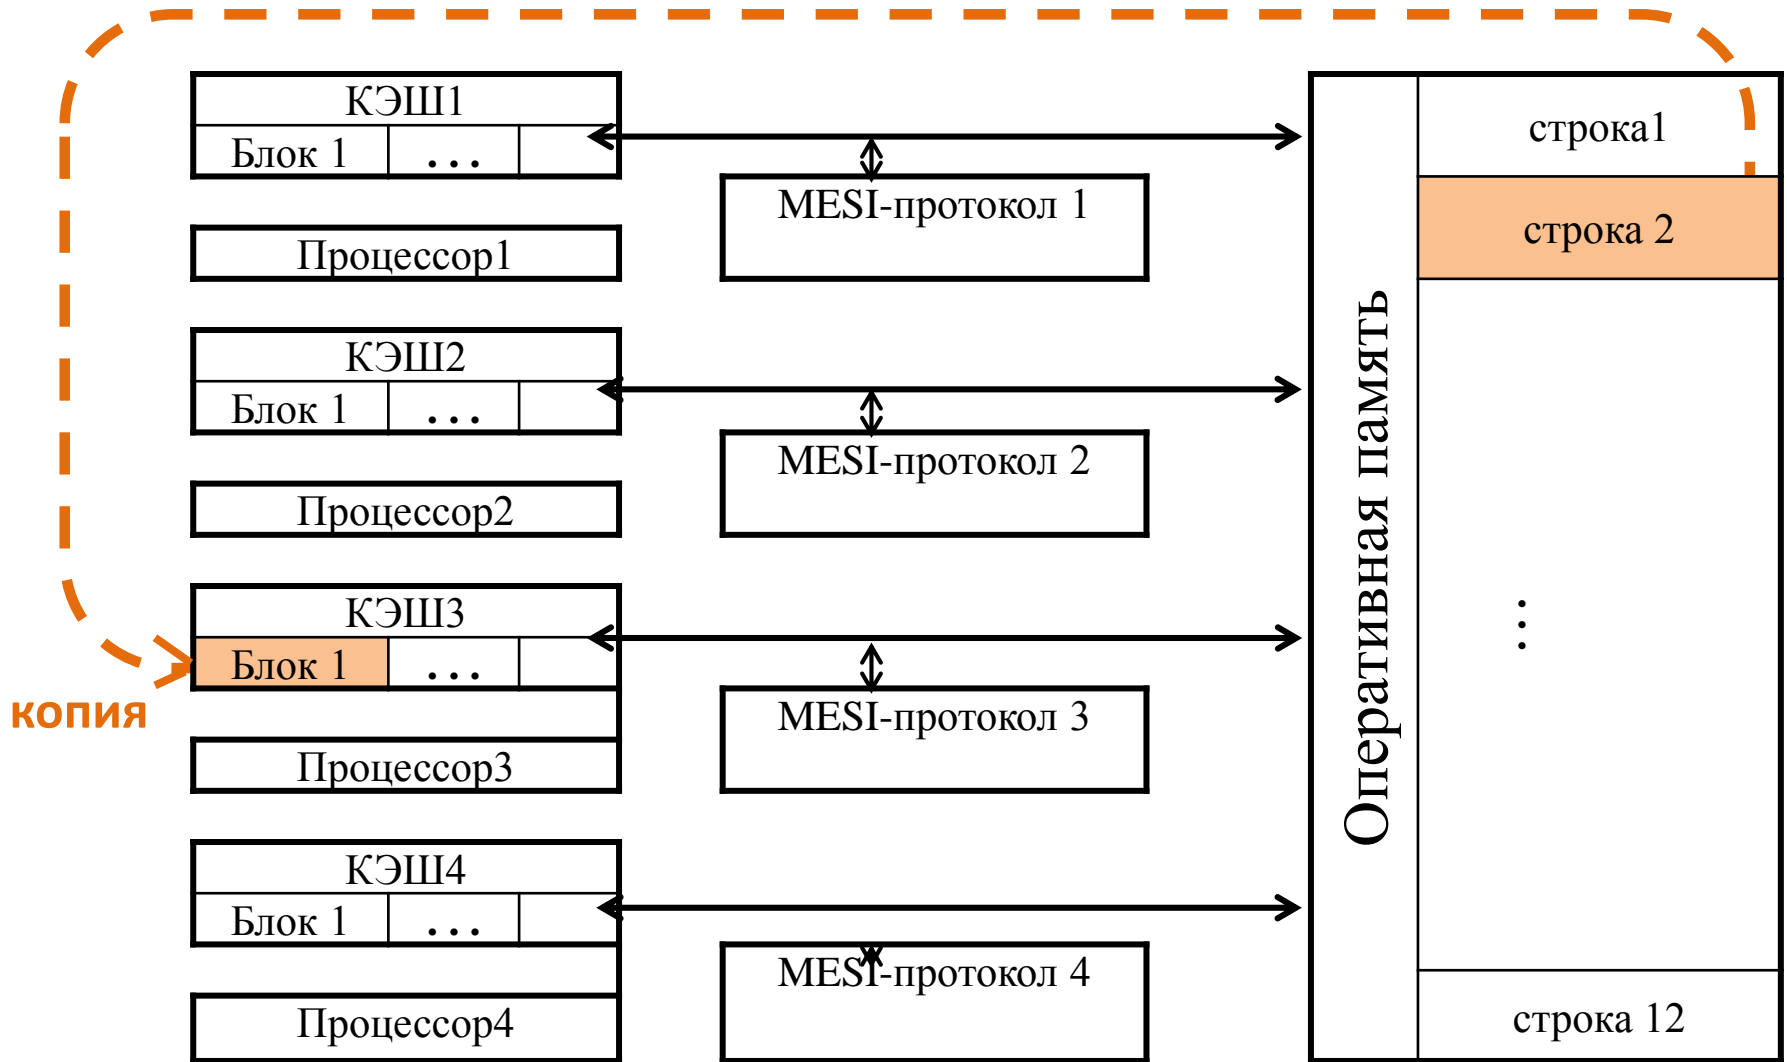 КЭШ1
Блок 1 ...
Процессор1
MESI-протокол 1
КЭШ2
Блок 1 ...
Процессор2
MESI-протокол 2
КЭШ3
Блок 1 ...
копия
Процессор3
MESI-протокол 3
КЭШ4
Блок 1 ...
Процессор4
MESI-протокол 4
Оперативная память
строка1
строка 2
...
строка 12